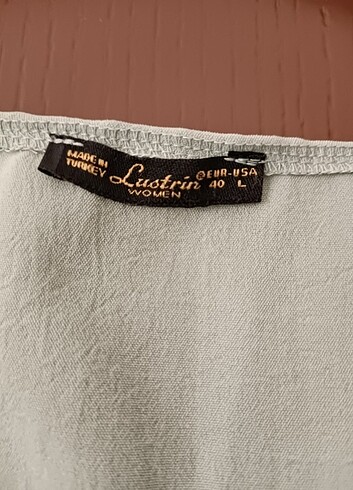 MADE IN
TURKEY
Lustrin
WOMEN
®EUR-USA
40 L